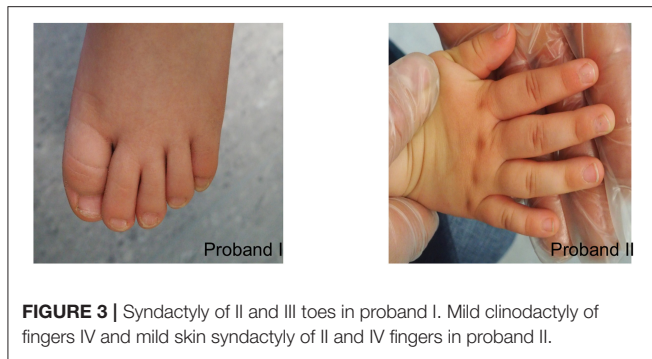 Proband I
Proband II
FIGURE 3 | Syndactyly of II and III toes in proband I. Mild clinodactyly of
fingers IV and mild skin syndactyly of II and IV fingers in proband II.